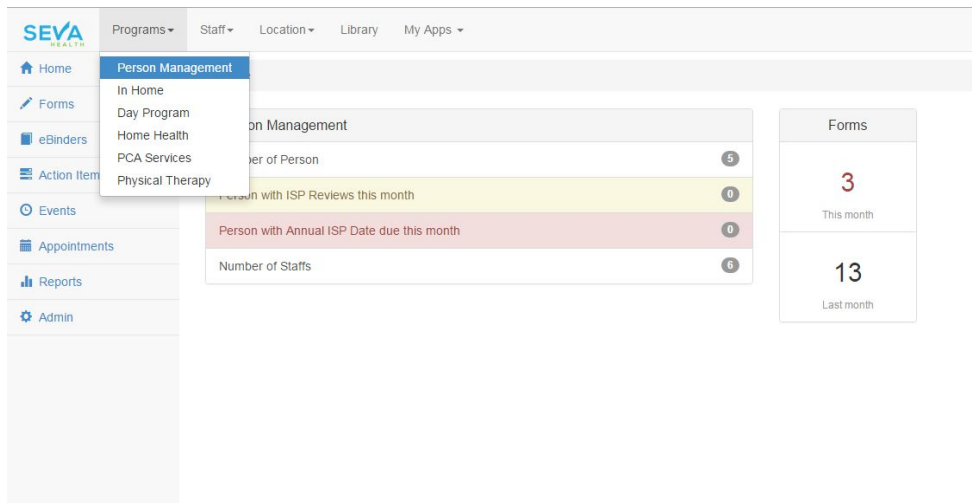 SEVA
HEALTH
Programs
Staff
Location
Library
My Apps
Home
Forms
eBinders
Action Item
Events
Appointments
Reports
Admin
Person Management
In Home
Day Program
Home Health
PCA Services
Physical Therapy
on Management
er of Person
5
Person with ISP Reviews this month
0
Person with Annual ISP Date due this month
0
Number of Staffs
6
Forms
3
This month
13
Last month